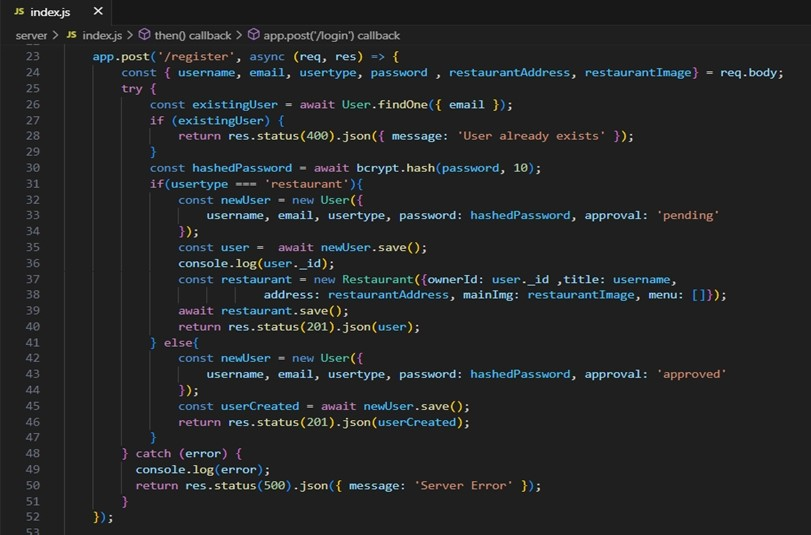 JS index.js ×
server > JS index.js > then() callback > app.post('/login') callback
23 app.post('/register', async (req, res) => {
24 const { username, email, usertype, password , restaurantAddress, restaurantImage} = req.body;
25 try {
26 const existingUser = await User.findOne({ email });
27 if (existingUser) {
28 return res.status(400).json({ message: 'User already exists' });
29 }
30 const hashedPassword = await bcrypt.hash(password, 10);
31 if(usertype === 'restaurant'){
32 const newUser = new User({
33 username, email, usertype, password: hashedPassword, approval: 'pending'
34 });
35 const user =  await newUser.save();
36 console.log(user._id);
37 const restaurant = new Restaurant({ownerId: user._id ,title: username,
38 address: restaurantAddress, mainImg: restaurantImage, menu: []});
39 await restaurant.save();
40 return res.status(201).json(user);
41 } else{
42 const newUser = new User({
43 username, email, usertype, password: hashedPassword, approval: 'approved'
44 });
45 const userCreated = await newUser.save();
46 return res.status(201).json(userCreated);
47 }
48 } catch (error) {
49 console.log(error);
50 return res.status(500).json({ message: 'Server Error' });
51 }
52 });
53